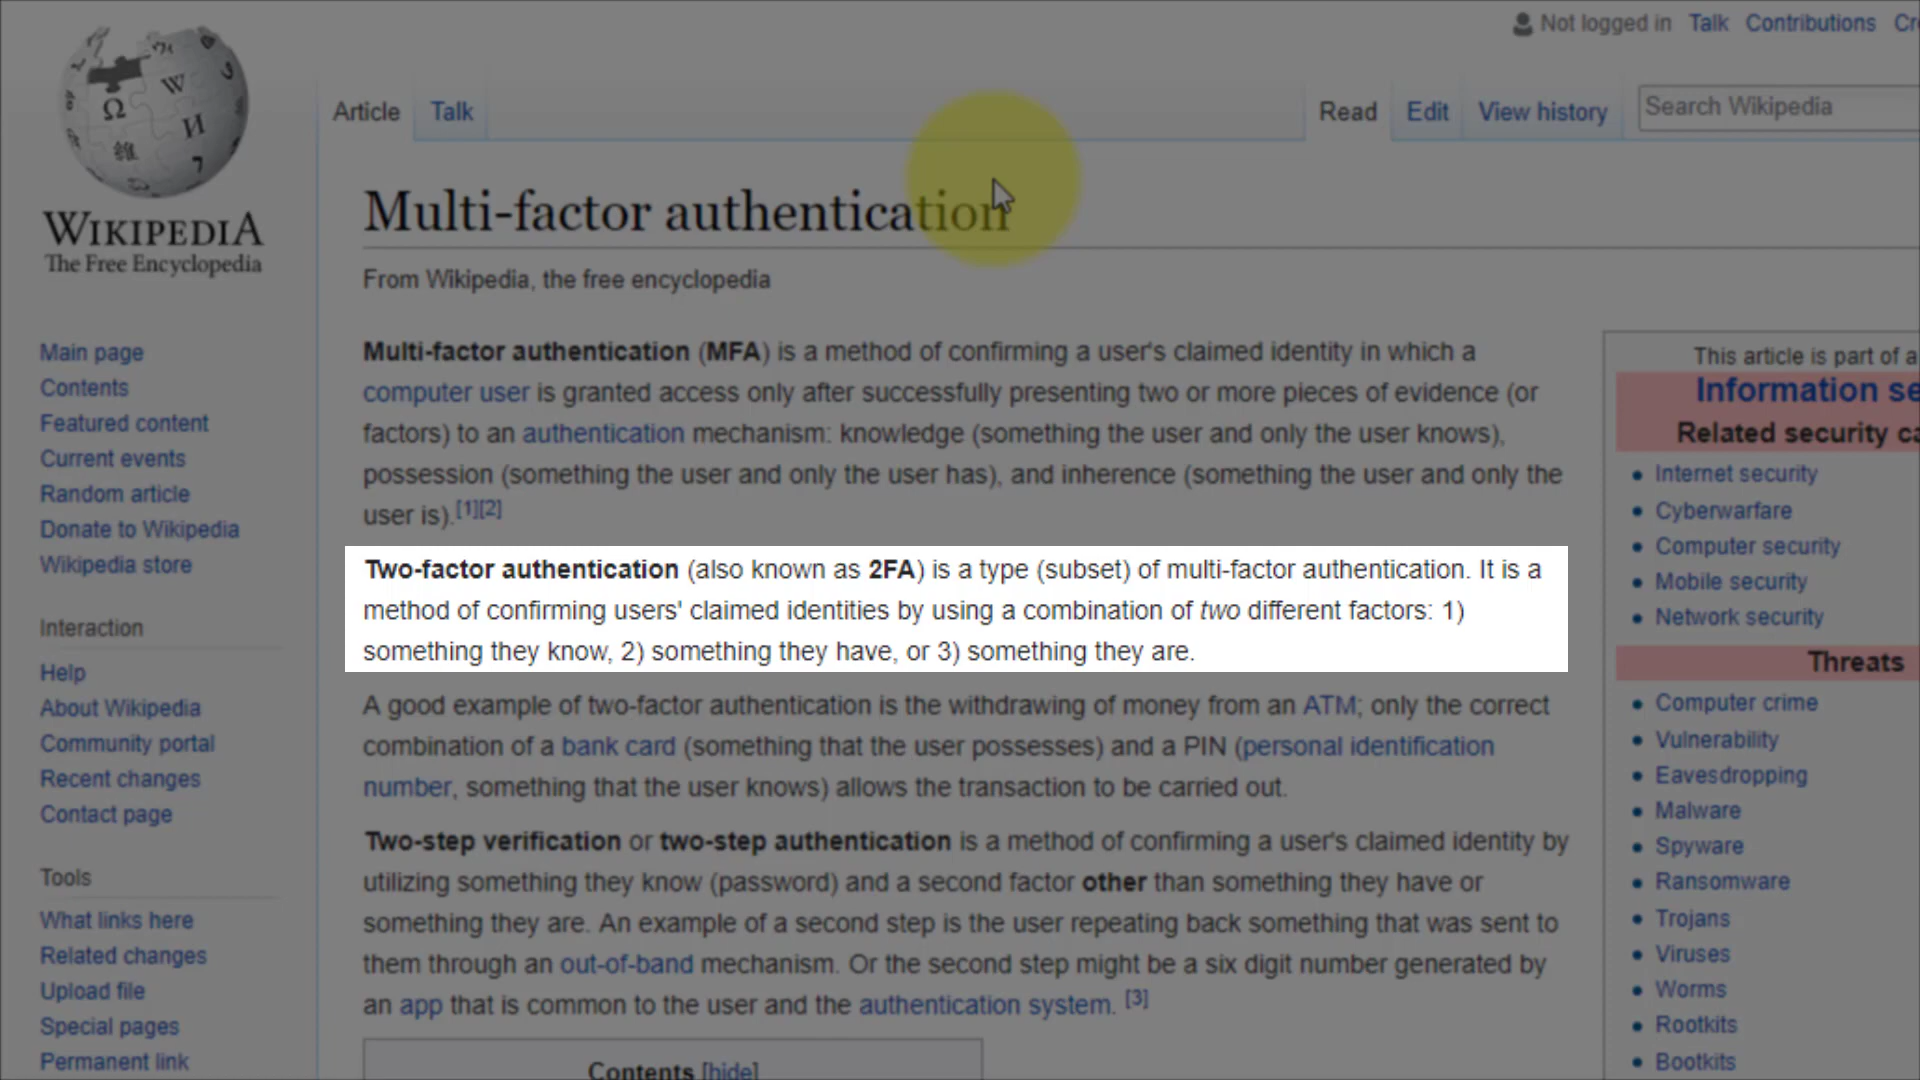 Not logged in Talk Contributions
Article Talk Read Edit View history Search Wikipedia
WIKIPEDIA
The Free Encyclopedia
Multi-factor authentication
From Wikipedia, the free encyclopedia
Main page
Contents
Featured content
Current events
Random article
Donate to Wikipedia
Wikipedia store
Interaction
Help
About Wikipedia
Community portal
Recent changes
Contact page
Tools
What links here
Related changes
Upload file
Special pages
Permanent link
Multi-factor authentication (MFA) is a method of confirming a user's claimed identity in which a
computer user is granted access only after successfully presenting two or more pieces of evidence (or
factors) to an authentication mechanism: knowledge (something the user and only the user knows),
possession (something the user and only the user has), and inherence (something the user and only the
user is).[1][2]
Two-factor authentication (also known as 2FA) is a type (subset) of multi-factor authentication. It is a
method of confirming users' claimed identities by using a combination of two different factors: 1)
something they know, 2) something they have, or 3) something they are.
A good example of two-factor authentication is the withdrawing of money from an ATM; only the correct
combination of a bank card (something that the user possesses) and a PIN (personal identification
number, something that the user knows) allows the transaction to be carried out.
Two-step verification or two-step authentication is a method of confirming a user's claimed identity by
utilizing something they know (password) and a second factor other than something they have or
something they are. An example of a second step is the user repeating back something that was sent to
them through an out-of-band mechanism. Or the second step might be a six digit number generated by
an app that is common to the user and the authentication system. [3]
Contents [hide]
This article is part of a
Information
Related security
Internet security
Cyberwarfare
Computer security
Mobile security
Network security
Threats
Computer crime
Vulnerability
Eavesdropping
Malware
Spyware
Ransomware
Trojans
Viruses
Worms
Rootkits
Bootkits